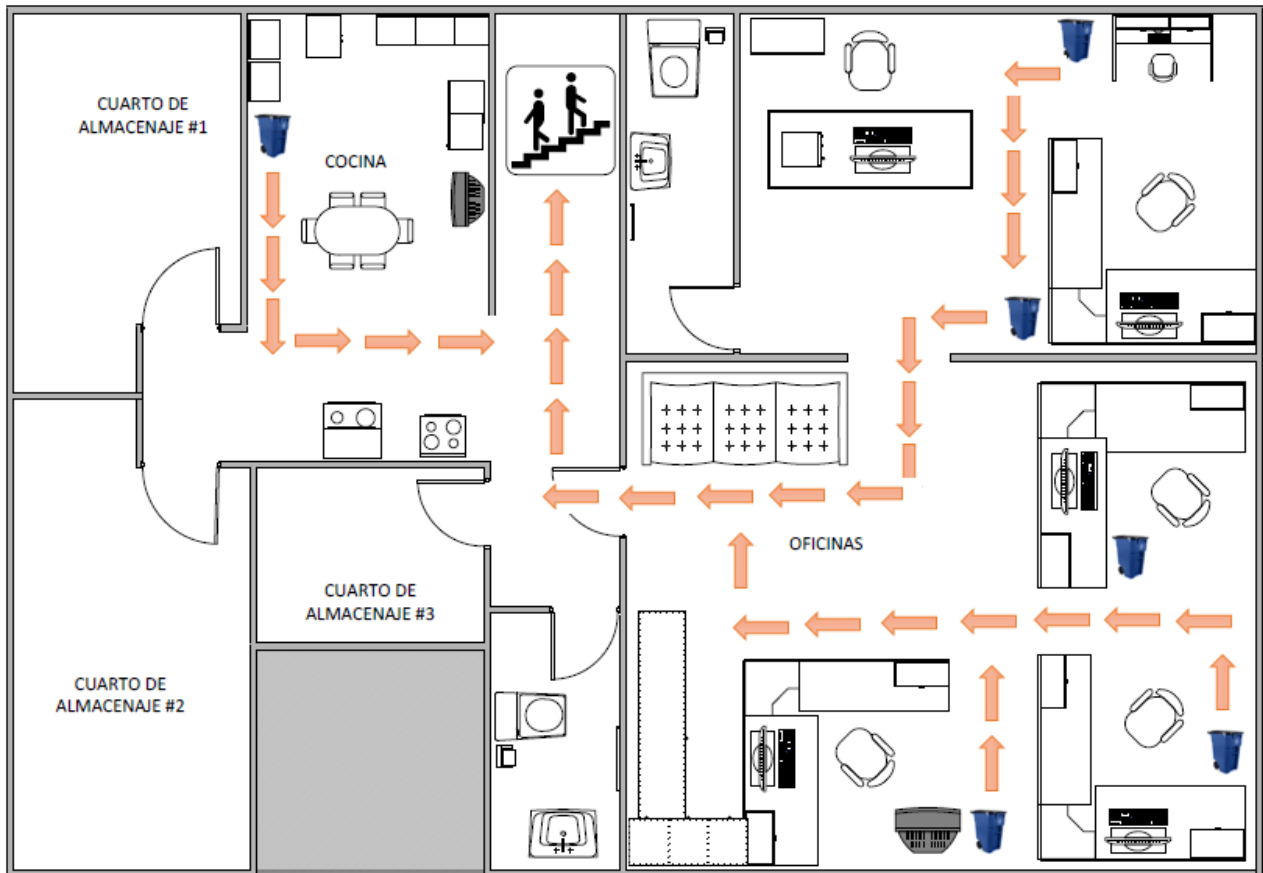 CUARTO DE
ALMACENAJE #1
COCINA
OFICINAS
CUARTO DE
ALMACENAJE #3
CUARTO DE
ALMACENAJE #2